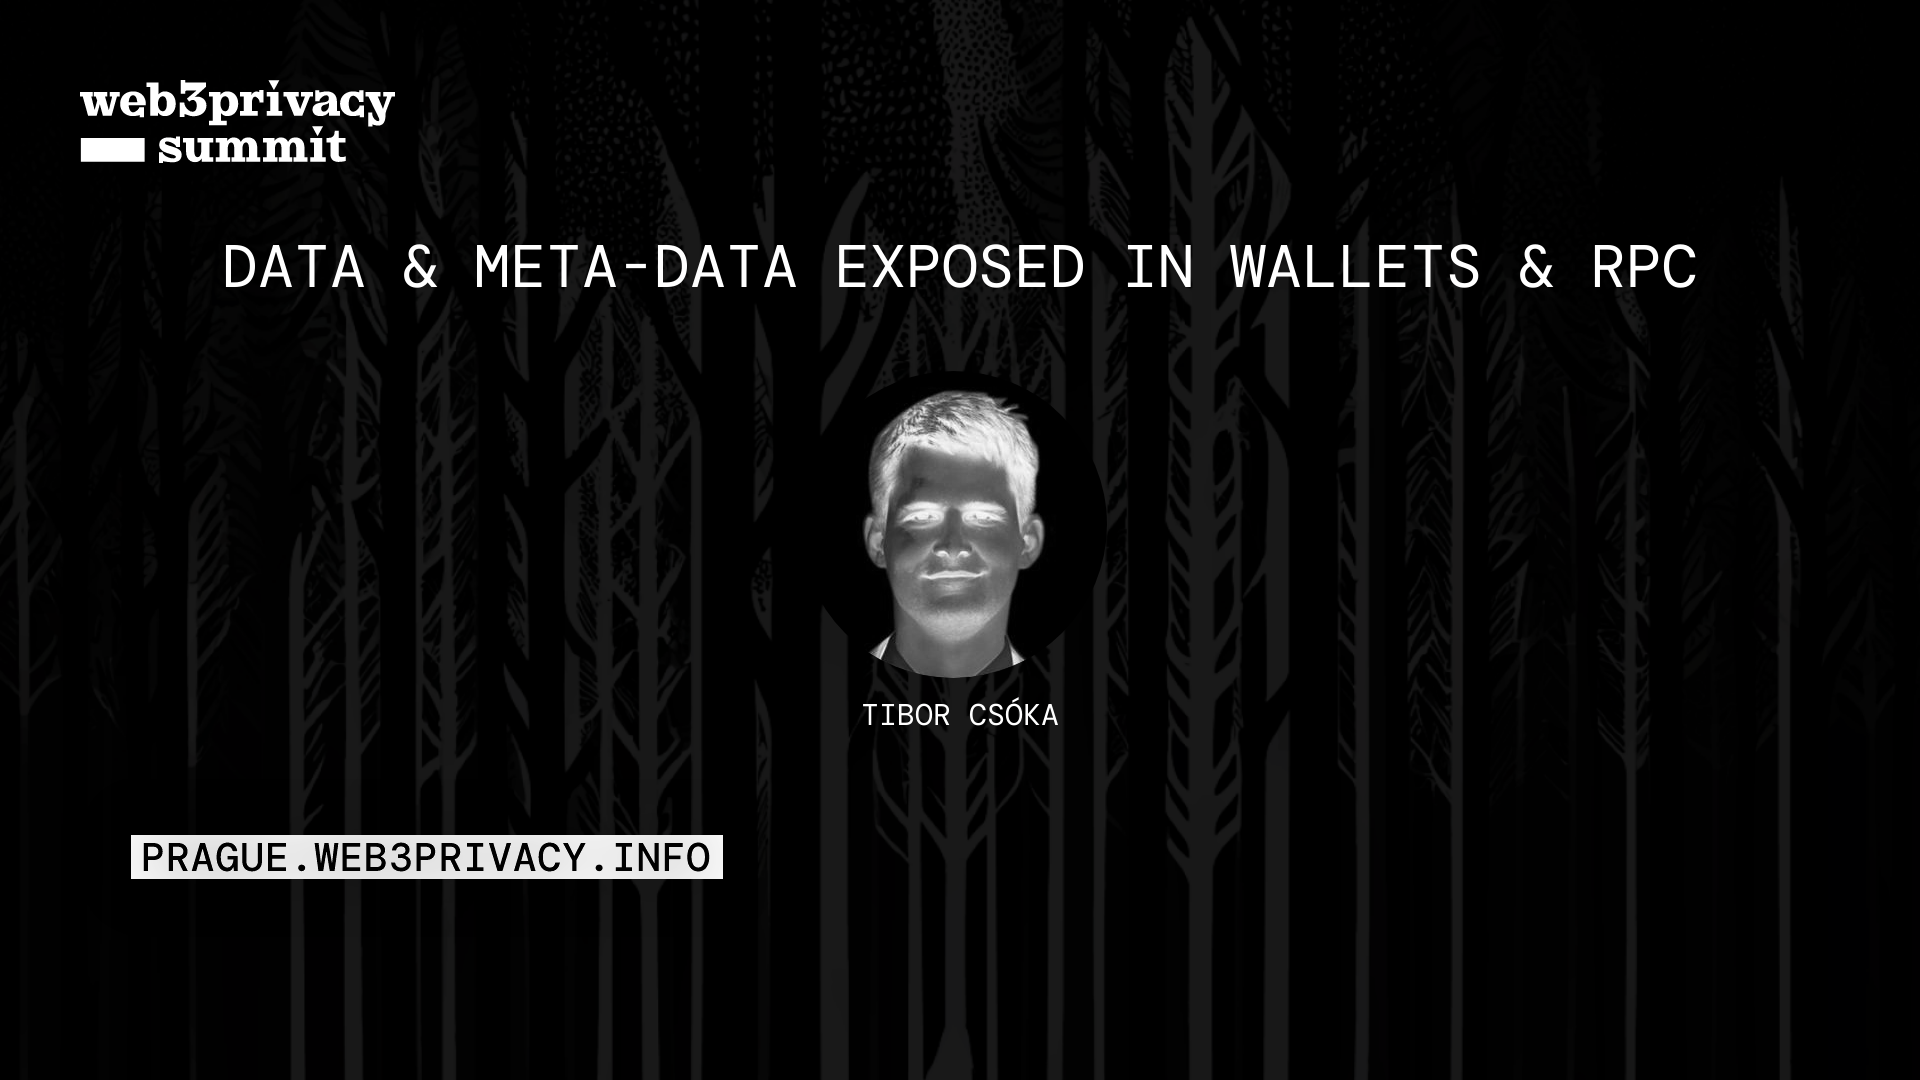 web3privacy
summit
DATA & META-DATA EXPOSED IN WALLETS & RPC
TIBOR CSÓKA
PRAGUE.WEB3PRIVACY.INFO